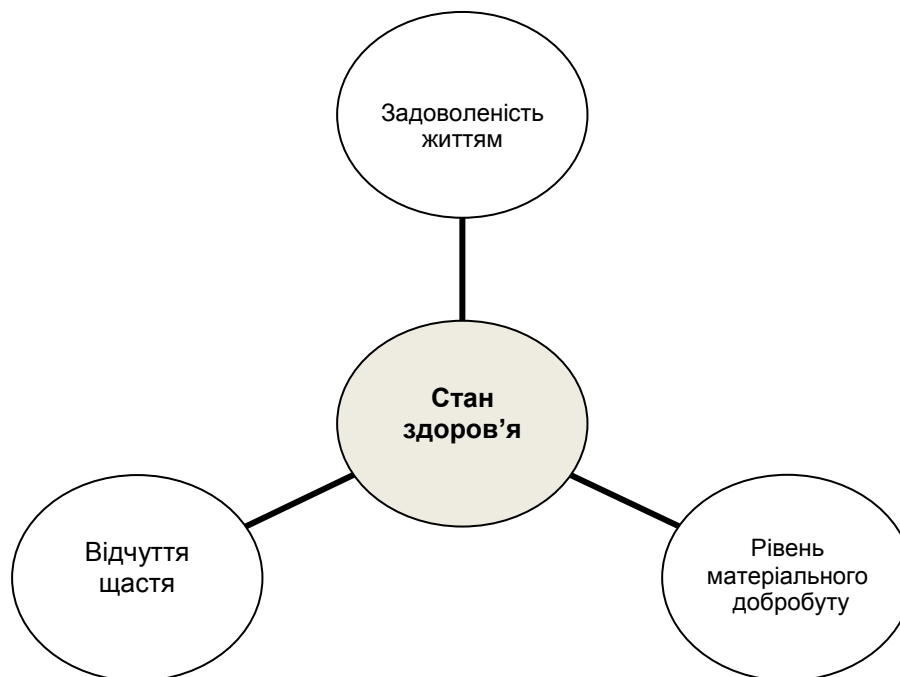 Задоволеність
життям
Стан
здоров’я
Відчуття
щастя
Рівень
матеріального
добробуту